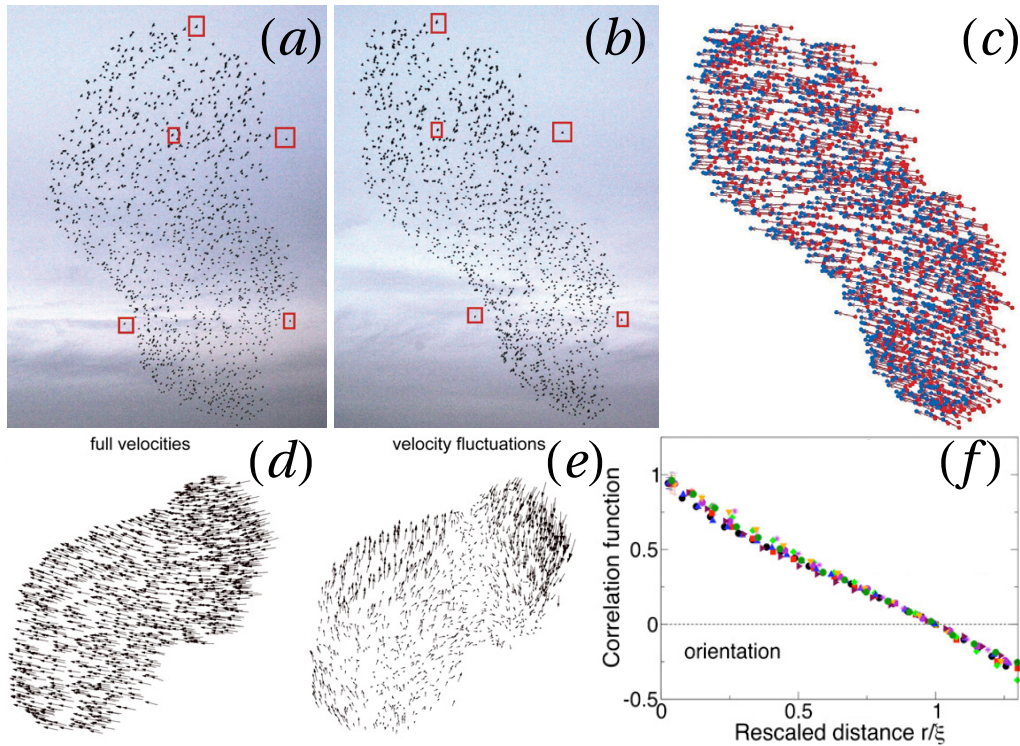 (a)
(b)
(c)
full velocities
(d)
velocity fluctuations
(e)
(f)
Correlation function
1
0.5
0
-0.5
orientation
0
0.5
1
Rescaled distance r/ξ